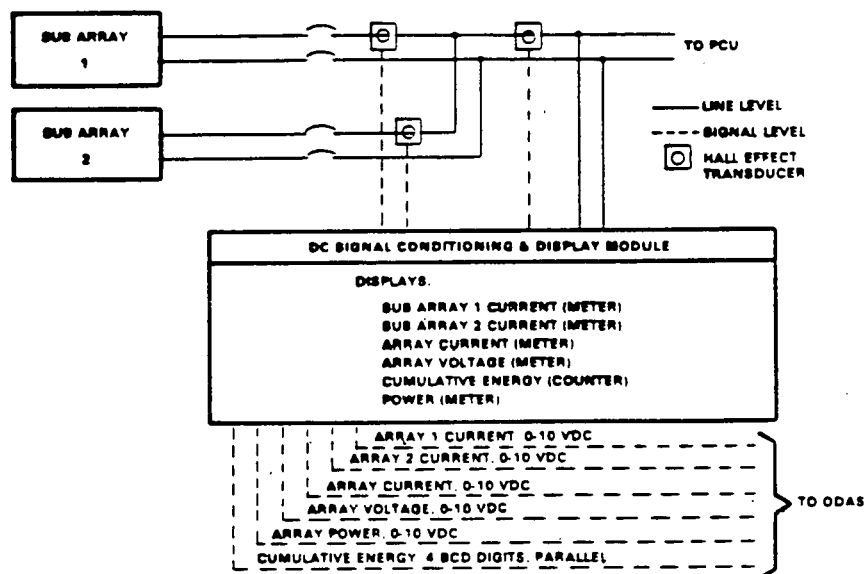 SUB ARRAY
1
TO PCU
LINE LEVEL
SIGNAL LEVEL
HALL EFFECT
TRANSDUCER
SUB ARRAY
2
DC SIGNAL CONDITIONING & DISPLAY MODULE
DISPLAYS.
SUB ARRAY 1 CURRENT (METER)
SUB ARRAY 2 CURRENT (METER)
ARRAY CURRENT (METER)
ARRAY VOLTAGE (METER)
CUMULATIVE ENERGY (COUNTER)
POWER (METER)
ARRAY 1 CURRENT. 0-10 VDC
ARRAY 2 CURRENT. 0-10 VDC
ARRAY CURRENT. 0-10 VDC
ARRAY VOLTAGE. 0-10 VDC
TO ODAS
ARRAY POWER. 0-10 VDC
CUMULATIVE ENERGY 4 BCD DIGITS. PARALLEL